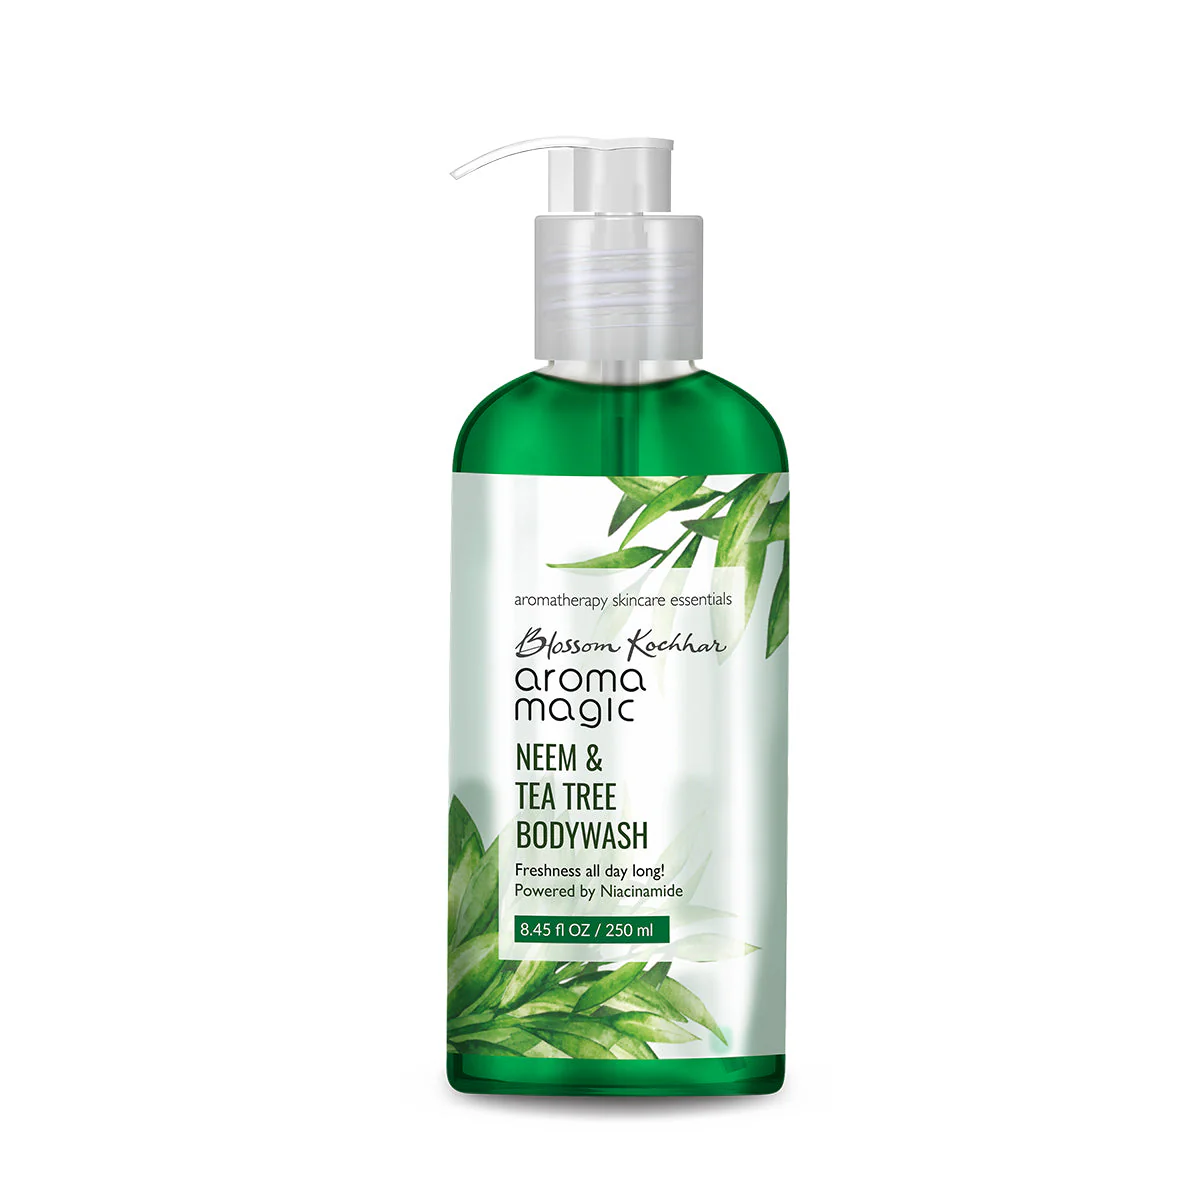 aromatherapy skincare essentials
Blossom Kochhar
aroma
magic
NEEM &
TEA TREE
BODYWASH
Freshness all day long!
Powered by Niacinamide
8.45 fl OZ / 250 ml